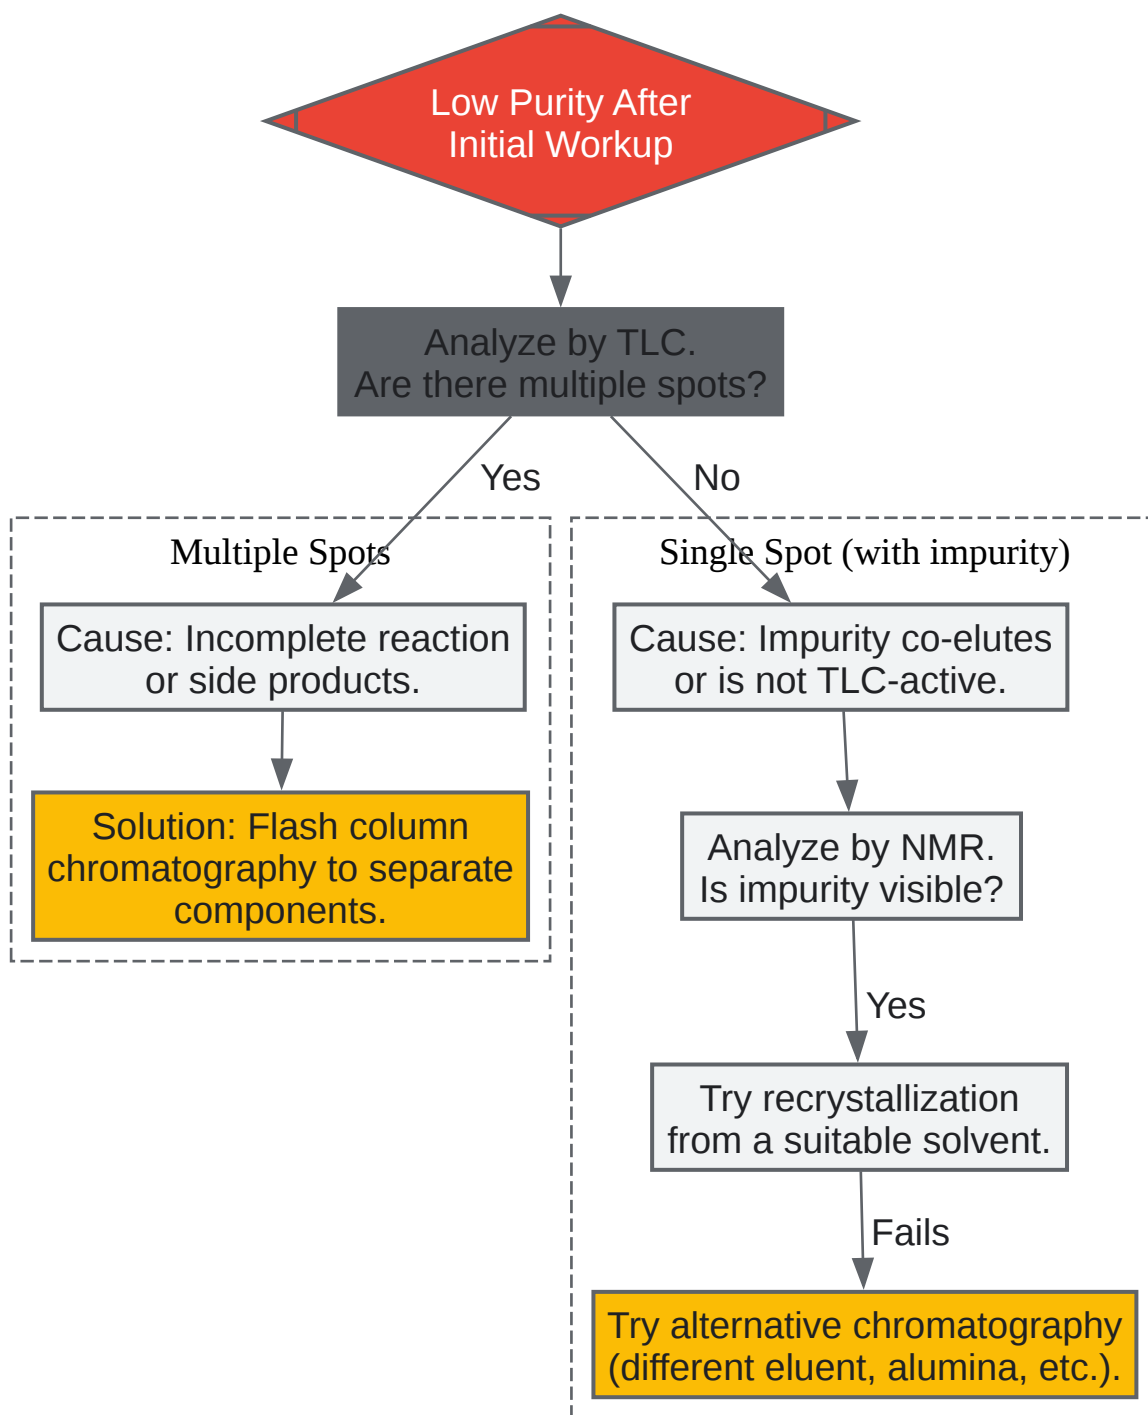 Low Purity After
Initial Workup
Analyze by TLC.
Are there multiple spots?
Yes
No
Multiple Spots
Cause: Incomplete reaction
or side products.
Solution: Flash column
chromatography to separate
components.
Single Spot (with impurity)
Cause: Impurity co-elutes
or is not TLC-active.
Analyze by NMR.
Is impurity visible?
Yes
Try recrystallization
from a suitable solvent.
Fails
Try alternative chromatography
(different eluent, alumina, etc.).